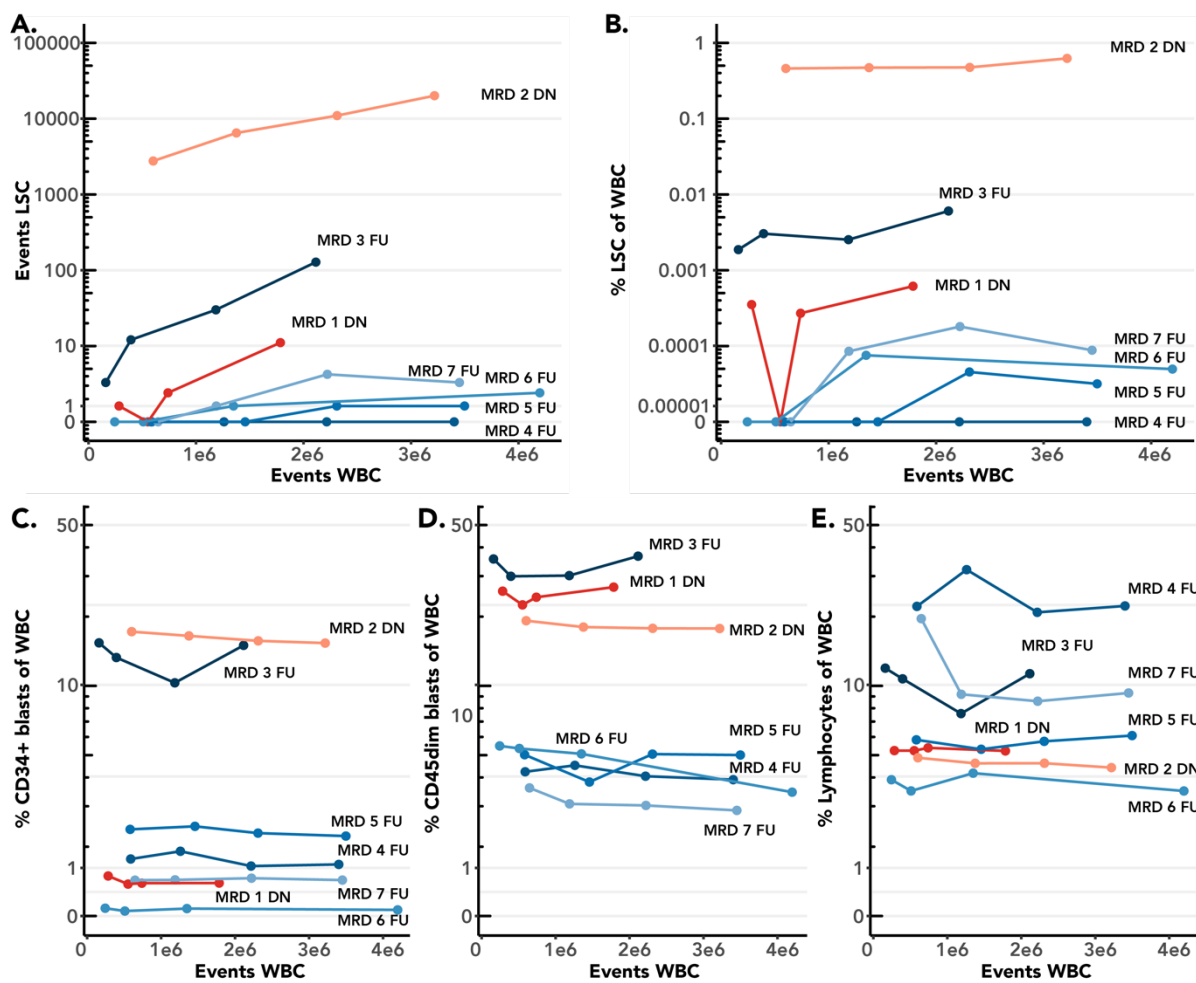 A.
100000
10000
1000
100
10
1
0
Events LSC
MRD 2 DN
MRD 3 FU
MRD 1 DN
MRD 7 FU
MRD 6 FU
MRD 5 FU
MRD 4 FU
0 1e6 2e6 3e6 4e6
Events WBC
B.
1
0.1
0.01
0.001
0.0001
0.00001
0
% LSC of WBC
MRD 2 DN
MRD 3 FU
MRD 1 DN
MRD 7 FU
MRD 6 FU
MRD 5 FU
MRD 4 FU
0 1e6 2e6 3e6 4e6
Events WBC
C.
50
10
1
0
% CD34+ blasts of WBC
MRD 2 DN
MRD 3 FU
MRD 5 FU
MRD 4 FU
MRD 7 FU
MRD 1 DN
MRD 6 FU
0 1e6 2e6 3e6 4e6
Events WBC
D.
50
10
1
0
% CD45dim blasts of WBC
MRD 3 FU
MRD 1 DN
MRD 2 DN
MRD 5 FU
MRD 6 FU
MRD 4 FU
MRD 7 FU
0 1e6 2e6 3e6 4e6
Events WBC
E.
50
10
1
0
% Lymphocytes of WBC
MRD 4 FU
MRD 3 FU
MRD 7 FU
MRD 5 FU
MRD 1 DN
MRD 2 DN
MRD 6 FU
0 1e6 2e6 3e6 4e6
Events WBC